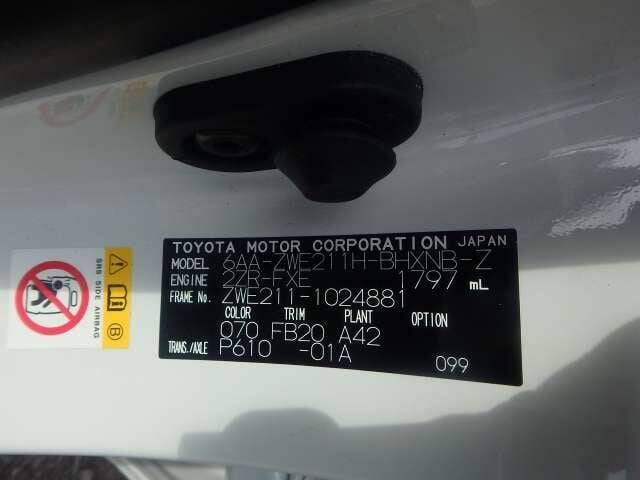 TOYOTA MOTOR CORPORATION JAPAN
MODEL 6AA-ZWE211H-BHXNB-Z
ENGINE 2ZR-FXE 1797 mL
FRAME No. ZWE211-1024881
COLOR TRIM PLANT OPTION
070 FB20 A42
TRANS./AXLE P610 -01A
099
SRS SIDE AIRBAG
B